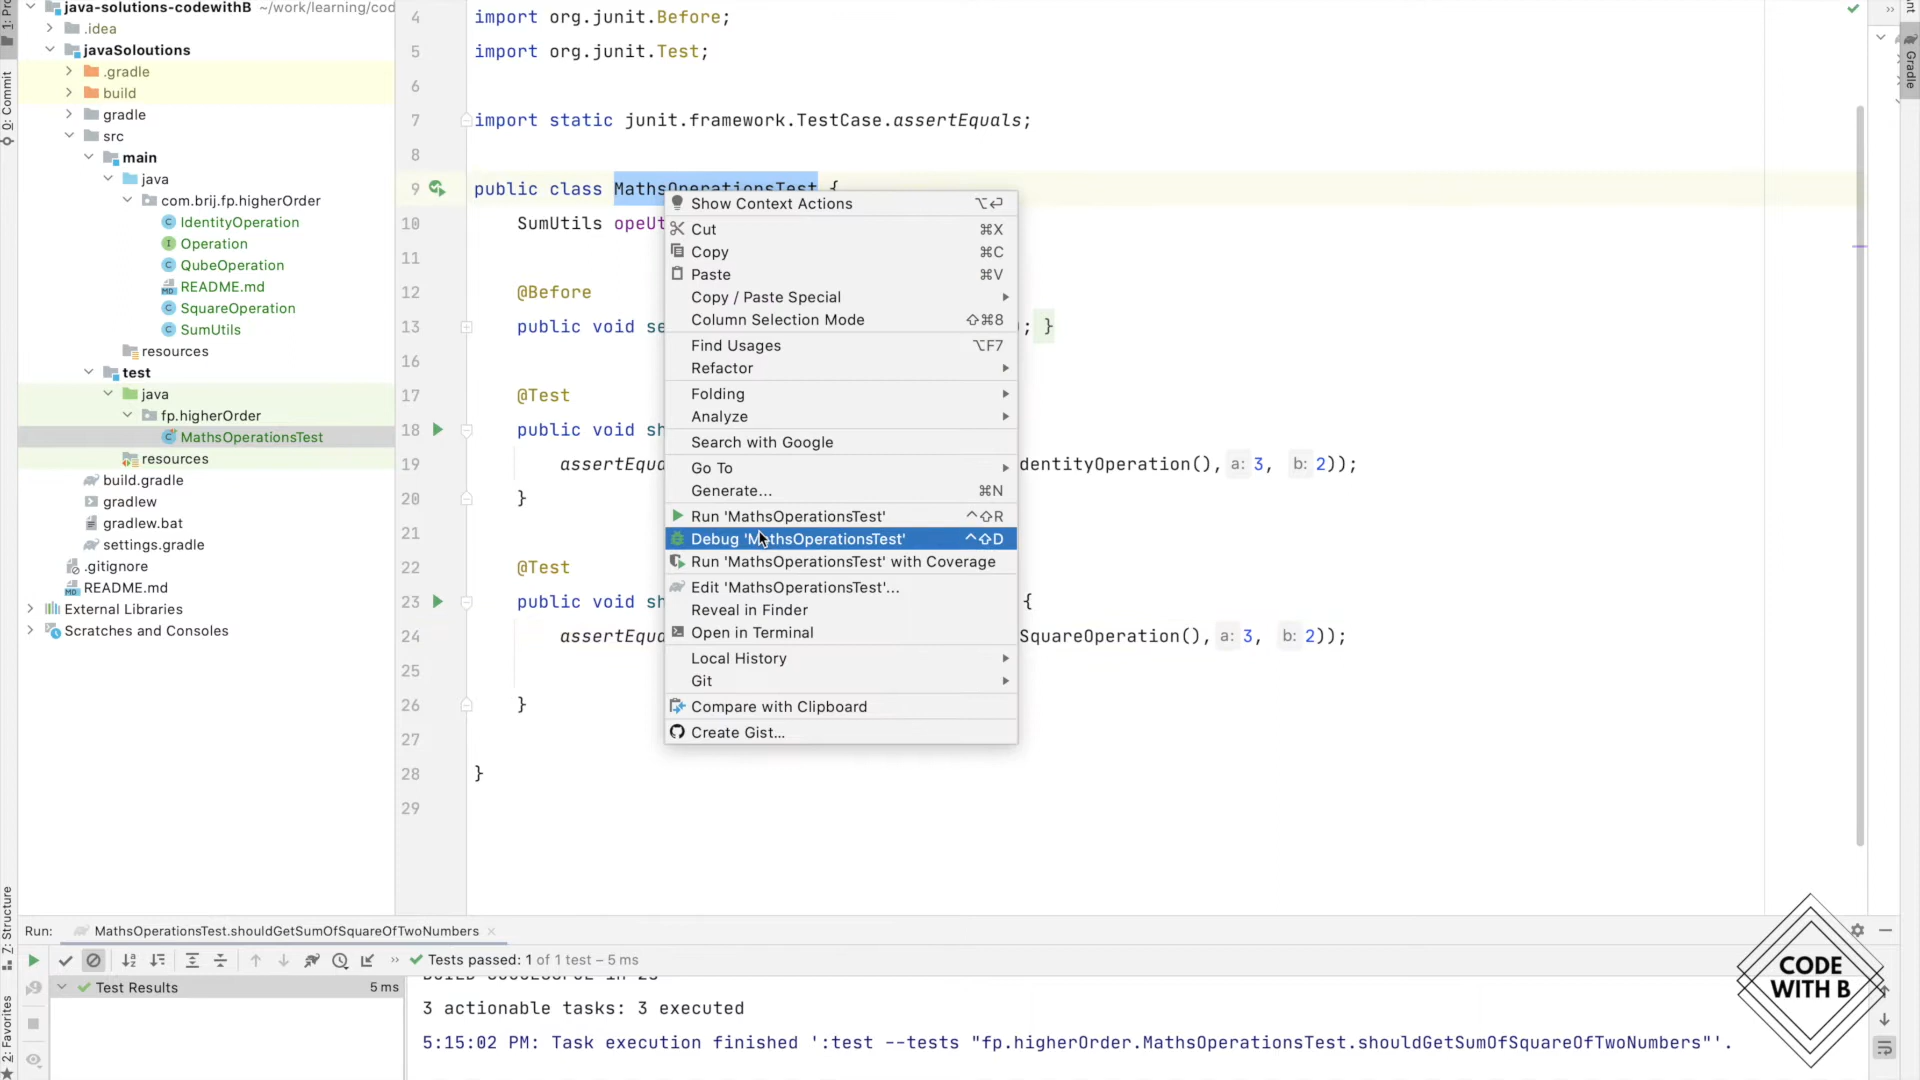 java-solutions-codewithB ~/work/learning/cod
.idea
javaSoloutions
.gradle
build
gradle
src
main
java
com.brij.fp.higherOrder
IdentityOperation
Operation
QubeOperation
README.md
SquareOperation
SumUtils
resources
test
java
fp.higherOrder
MathsOperationsTest
resources
build.gradle
gradlew
gradlew.bat
settings.gradle
.gitignore
README.md
External Libraries
Scratches and Consoles
0: Commit
Z: Structure
2: Favorites
4 import org.junit.Before;
5 import org.junit.Test;
6
7 import static junit.framework.TestCase.assertEquals;
8
9 public class MathsOperationsTest {
10 SumUtils opeUt
11
12 @Before
13 public void se ; }
16
17 @Test
18 public void sh
19 assertEqua dentityOperation(), a: 3, b: 2));
20 }
21
22 @Test
23 public void sh {
24 assertEqua SquareOperation(), a: 3, b: 2));
25
26 }
27
28 }
29
Show Context Actions ⌥⏎
Cut ⌘X
Copy ⌘C
Paste ⌘V
Copy / Paste Special
Column Selection Mode ⇧⌘8
Find Usages ⌥F7
Refactor
Folding
Analyze
Search with Google
Go To
Generate... ⌘N
Run 'MathsOperationsTest' ^⇧R
Debug 'MathsOperationsTest' ^⇧D
Run 'MathsOperationsTest' with Coverage
Edit 'MathsOperationsTest'...
Reveal in Finder
Open in Terminal
Local History
Git
Compare with Clipboard
Create Gist...
Gradle
Run: MathsOperationsTest.shouldGetSumOfSquareOfTwoNumbers
Tests passed: 1 of 1 test – 5 ms
Test Results 5 ms
3 actionable tasks: 3 executed
5:15:02 PM: Task execution finished ':test --tests "fp.higherOrder.MathsOperationsTest.shouldGetSumOfSquareOfTwoNumbers"'.
CODE
WITH B